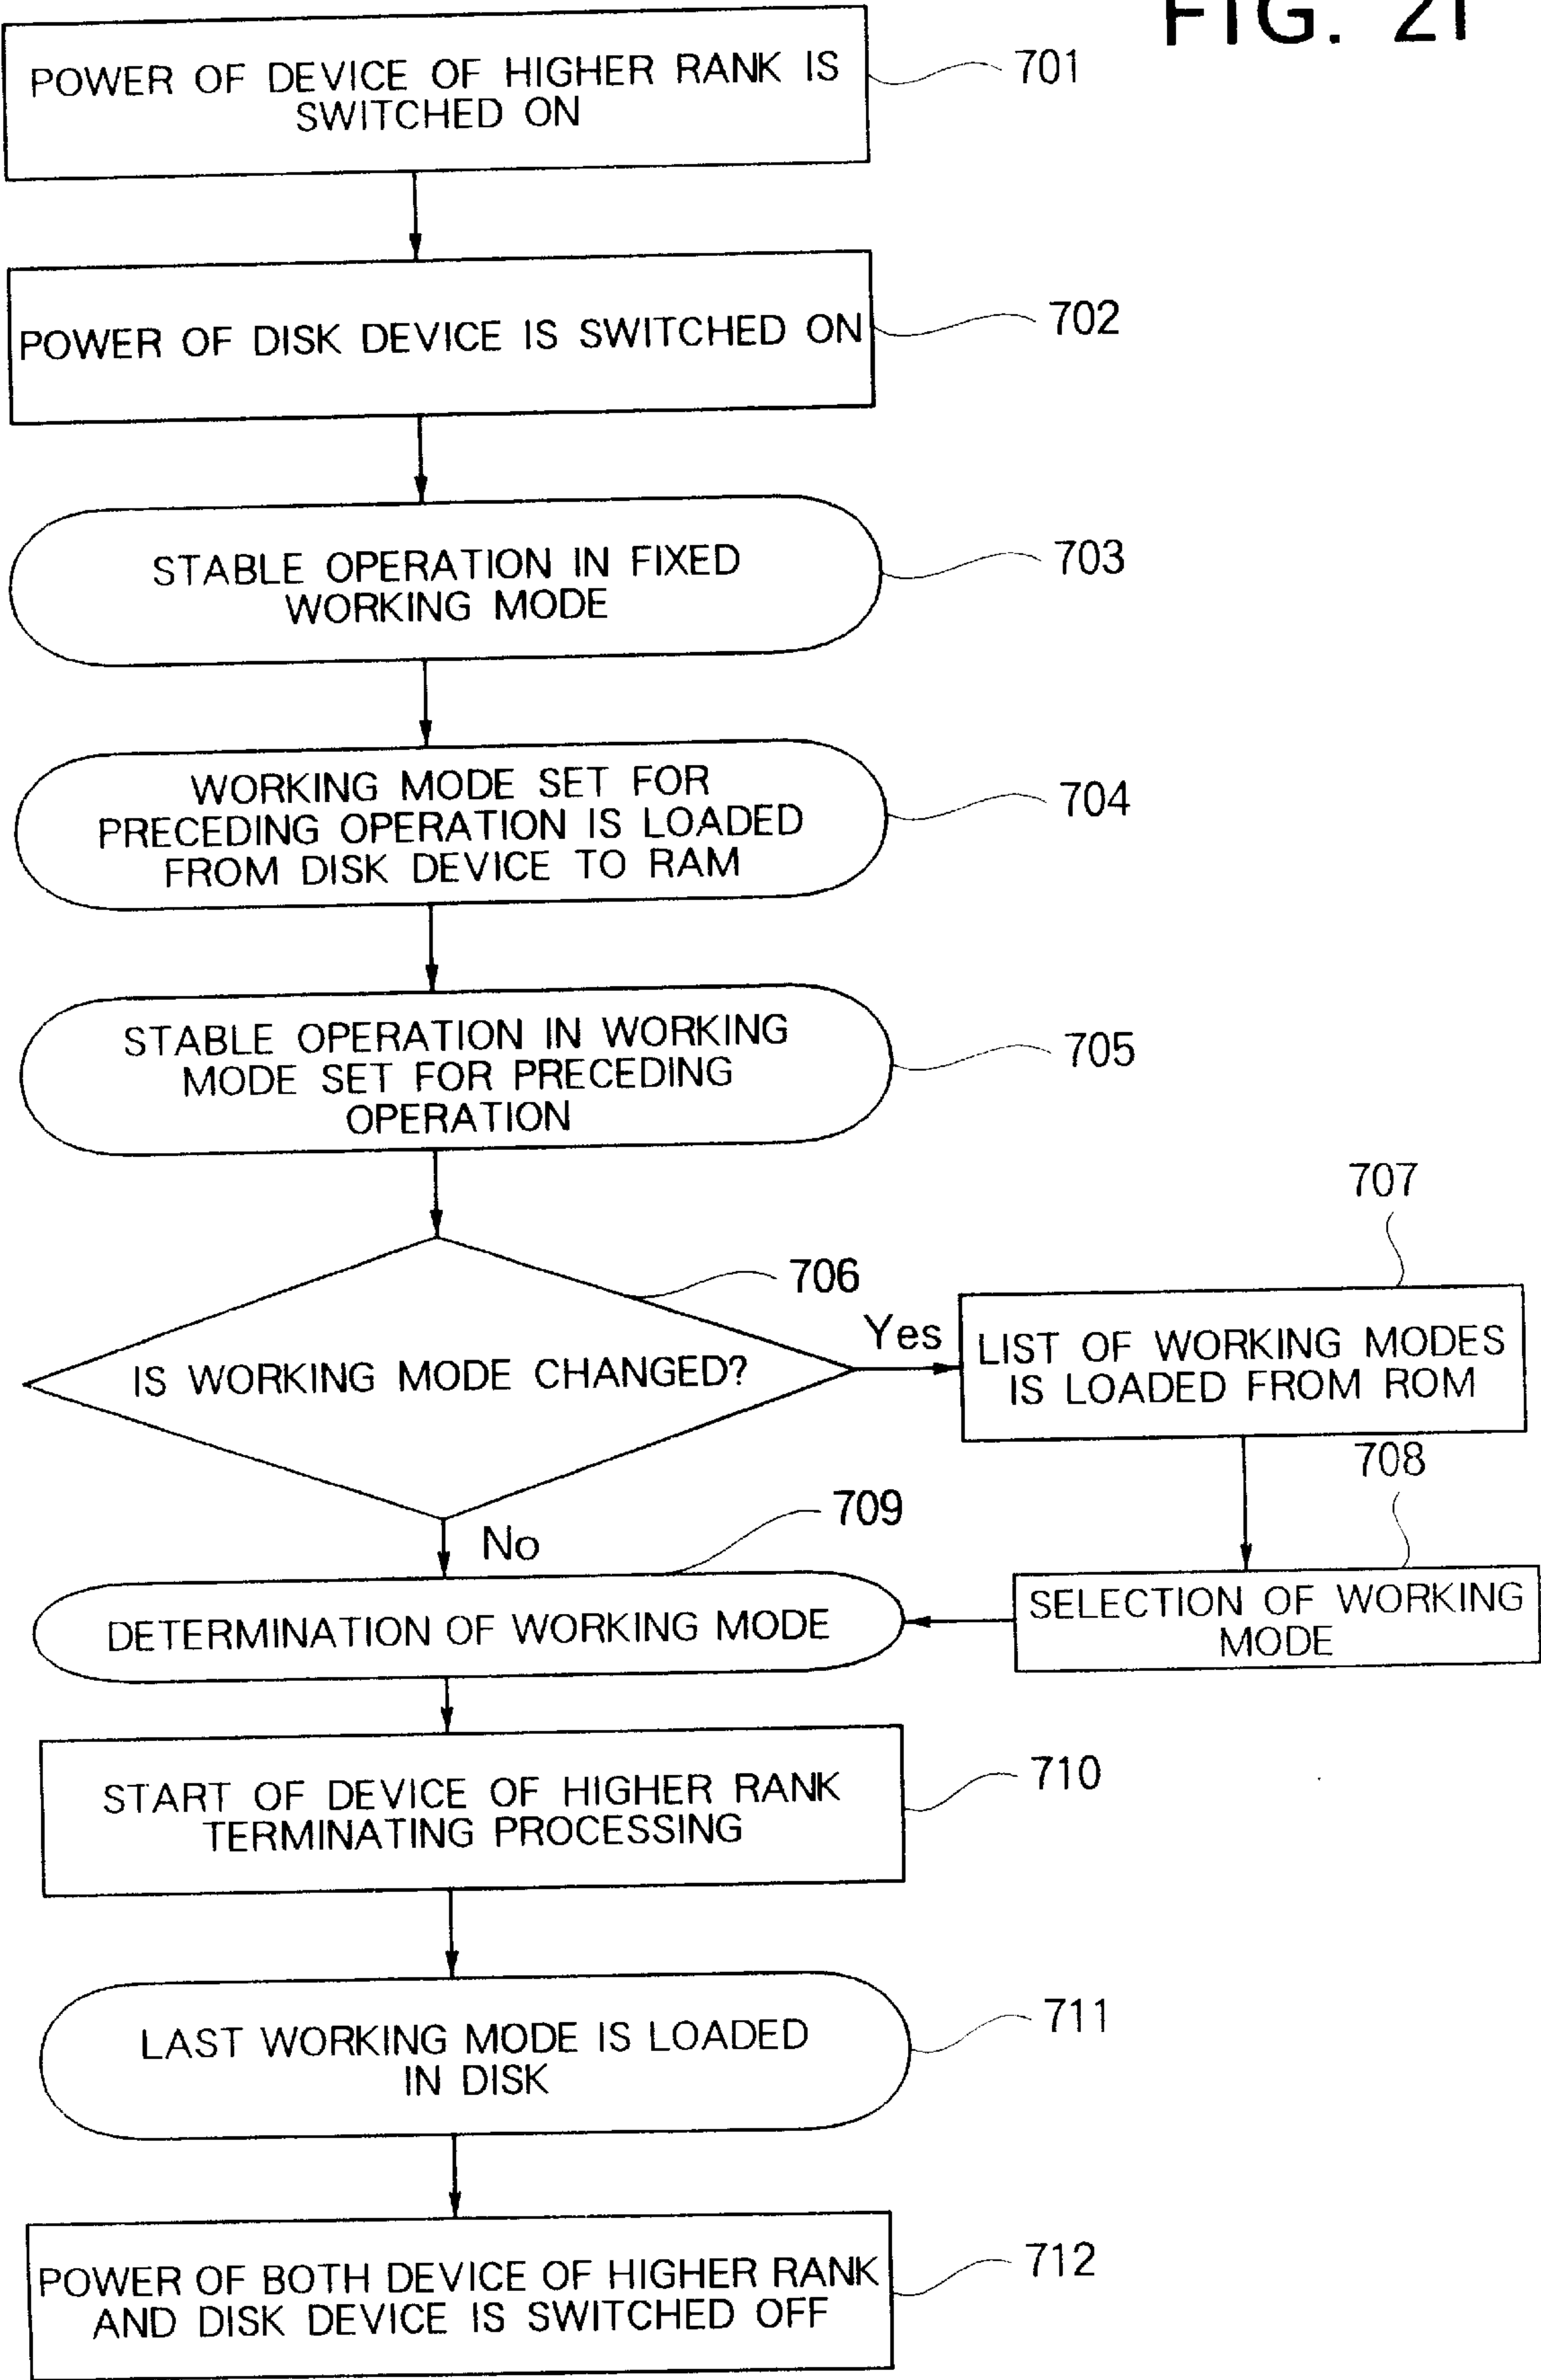 FIG. 21
POWER OF DEVICE OF HIGHER RANK IS
SWITCHED ON
701
POWER OF DISK DEVICE IS SWITCHED ON
702
STABLE OPERATION IN FIXED
WORKING MODE
703
WORKING MODE SET FOR
PRECEDING OPERATION IS LOADED
FROM DISK DEVICE TO RAM
704
STABLE OPERATION IN WORKING
MODE SET FOR PRECEDING
OPERATION
705
IS WORKING MODE CHANGED?
706
Yes
No
707
LIST OF WORKING MODES
IS LOADED FROM ROM
708
SELECTION OF WORKING
MODE
709
DETERMINATION OF WORKING MODE
START OF DEVICE OF HIGHER RANK
TERMINATING PROCESSING
710
LAST WORKING MODE IS LOADED
IN DISK
711
POWER OF BOTH DEVICE OF HIGHER RANK
AND DISK DEVICE IS SWITCHED OFF
712